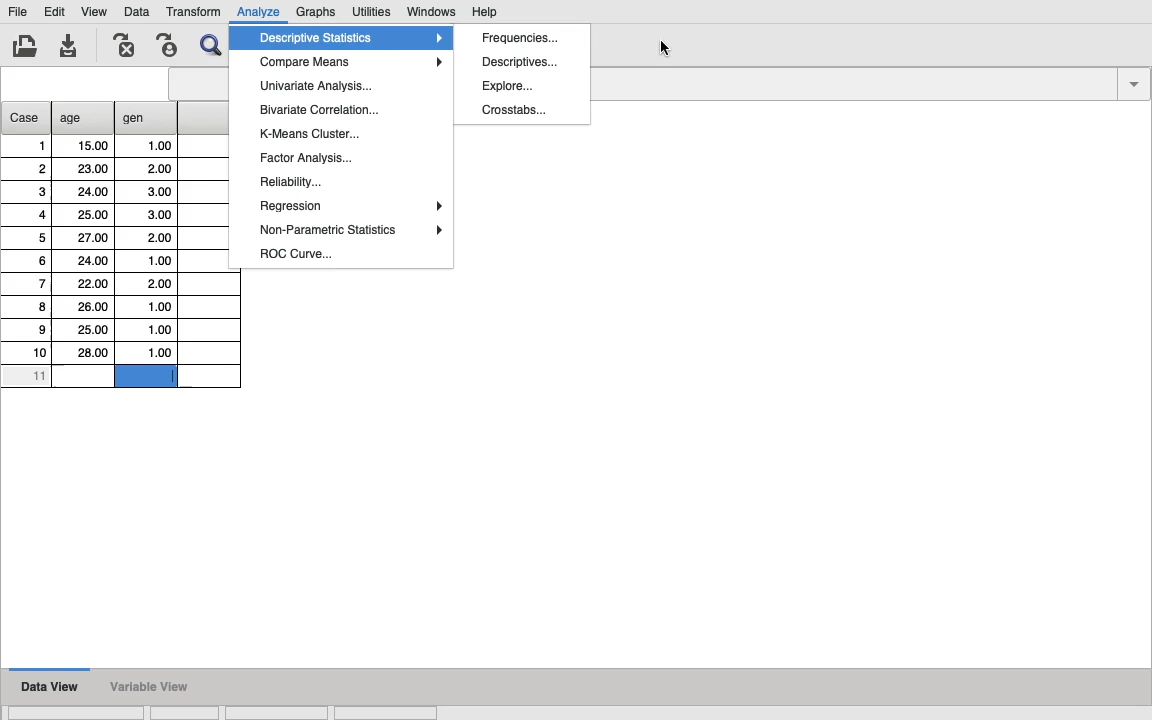 File Edit View Data Transform Analyze Graphs Utilities Windows Help
Descriptive Statistics
Compare Means
Univariate Analysis...
Bivariate Correlation...
K-Means Cluster...
Factor Analysis...
Reliability...
Regression
Non-Parametric Statistics
ROC Curve...
Frequencies...
Descriptives...
Explore...
Crosstabs...
Case age gen
1 15.00 1.00
2 23.00 2.00
3 24.00 3.00
4 25.00 3.00
5 27.00 2.00
6 24.00 1.00
7 22.00 2.00
8 26.00 1.00
9 25.00 1.00
10 28.00 1.00
11
Data View Variable View